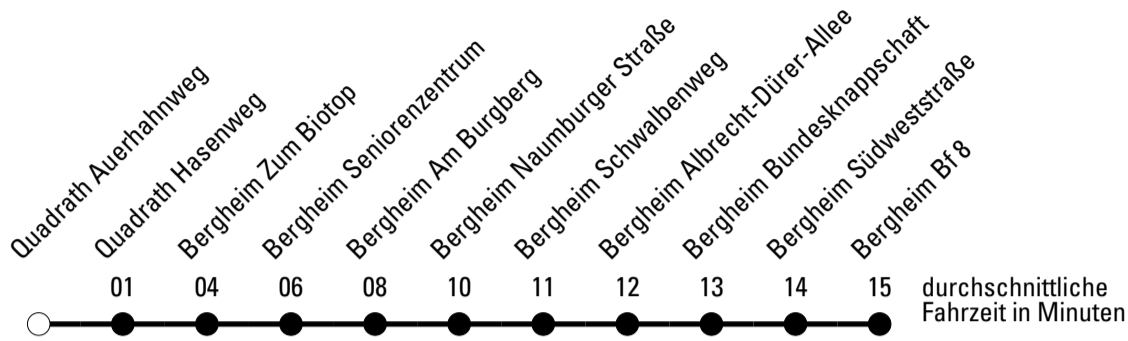 Quadrath Auerhahnweg
Quadrath Hasenweg
Bergheim Zum Biotop
Bergheim Seniorenzentrum
Bergheim Am Burgberg
Bergheim Naumburger Straße
Bergheim Schwalbenweg
Bergheim Albrecht-Dürer-Allee
Bergheim Bundesknappschaft
Bergheim Südweststraße
Bergheim Bf 8
01 04 06 08 10 11 12 13 14 15
durchschnittliche
Fahrzeit in Minuten